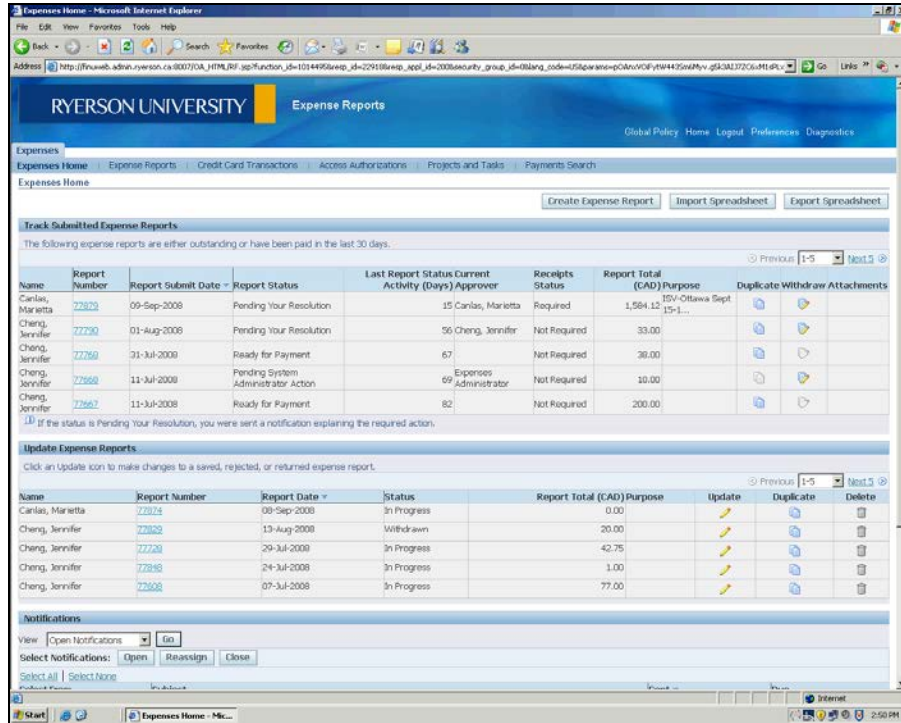 Expenses Home - Microsoft Internet Explorer
File Edit View Favorites Tools Help
Back Search Favorites
Address Go Links
RYERSON UNIVERSITY Expense Reports
Global Policy Home Logout Preferences Diagnostics
Expenses
Expenses Home Expense Reports Credit Card Transactions Access Authorizations Projects and Tasks Payments Search
Expenses Home
Create Expense Report Import Spreadsheet Export Spreadsheet
Track Submitted Expense Reports
The following expense reports are either outstanding or have been paid in the last 30 days.
Previous 1-5 Next 5
Name Report Number Report Submit Date Report Status Last Report Status Activity (Days) Current Approver Receipts Status Report Total (CAD) Purpose Duplicate Withdraw Attachments
Canlas, Marietta 77879 09-Sep-2008 Pending Your Resolution 15 Canlas, Marietta Required 1,584.12 ISV-Ottawa Sept 15-1...
Cheng, Jennifer 77790 01-Aug-2008 Pending Your Resolution 56 Cheng, Jennifer Not Required 33.00
Cheng, Jennifer 77768 31-Jul-2008 Ready for Payment 67 Not Required 38.00
Cheng, Jennifer 77668 11-Jul-2008 Pending System Administrator Action 69 Expenses Administrator Not Required 10.00
Cheng, Jennifer 77667 11-Jul-2008 Ready for Payment 82 Not Required 200.00
If the status is Pending Your Resolution, you were sent a notification explaining the required action.
Update Expense Reports
Click an Update icon to make changes to a saved, rejected, or returned expense report.
Previous 1-5 Next 5
Name Report Number Report Date Status Report Total (CAD) Purpose Update Duplicate Delete
Canlas, Marietta 77874 08-Sep-2008 In Progress 0.00
Cheng, Jennifer 77829 13-Aug-2008 Withdrawn 20.00
Cheng, Jennifer 77728 29-Jul-2008 In Progress 42.75
Cheng, Jennifer 77848 24-Jul-2008 In Progress 1.00
Cheng, Jennifer 77608 07-Jul-2008 In Progress 77.00
Notifications
View Open Notifications Go
Select Notifications: Open Reassign Close
Select All Select None
Internet
Start Expenses Home - Mic... 2:50 PM